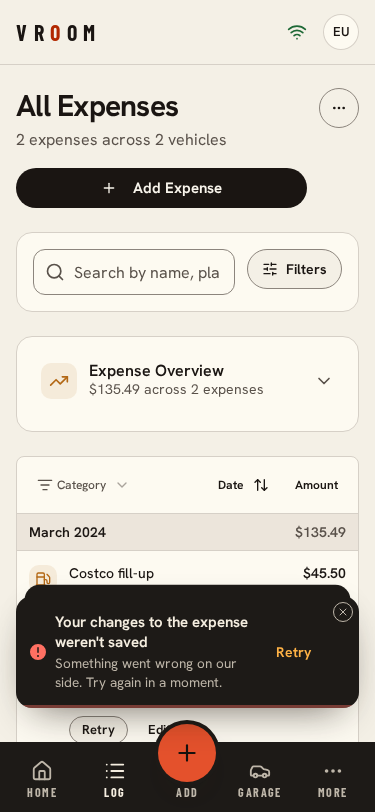 VROOM
EU
All Expenses
2 expenses across 2 vehicles
Add Expense
Search by name, pla
Filters
Expense Overview
$135.49 across 2 expenses
Category
Date
Amount
March 2024
$135.49
Costco fill-up
$45.50
Your changes to the expense
weren't saved
Something went wrong on our
side. Try again in a moment.
Retry
Retry
HOME
LOG
ADD
GARAGE
MORE